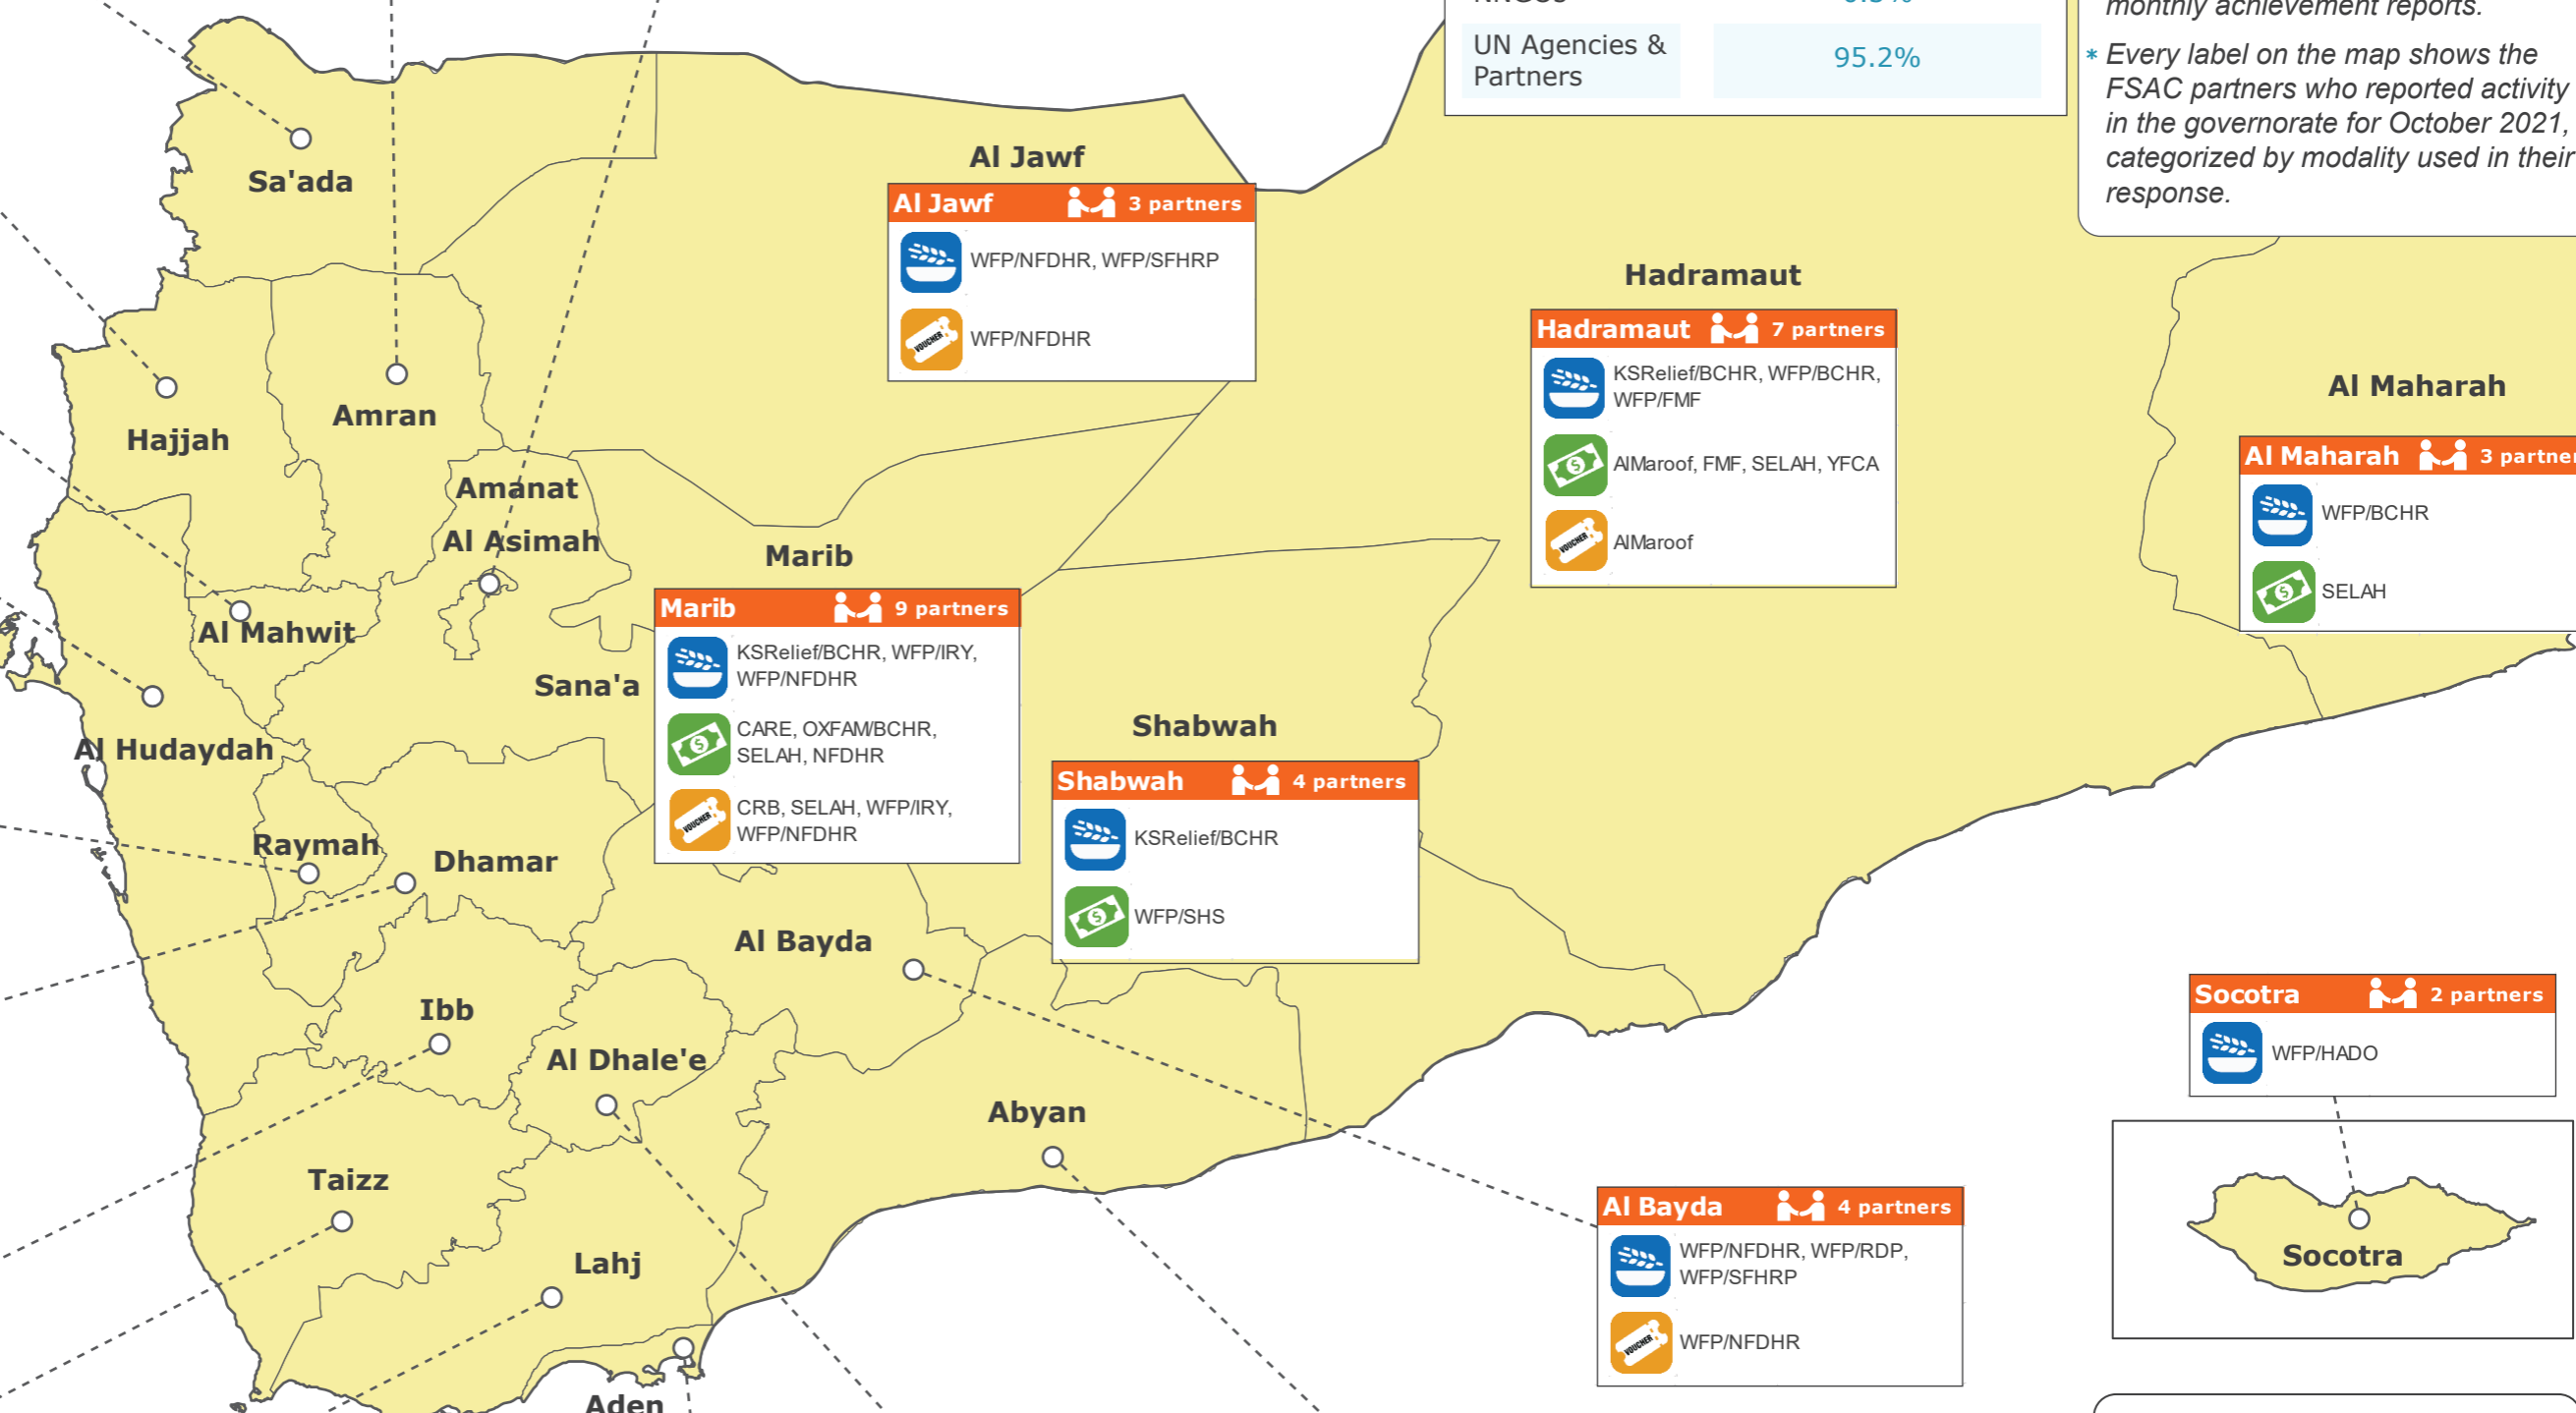 UN Agencies &
Partners
95.2%
monthly achievement reports.
* Every label on the map shows the
FSAC partners who reported activity
in the governorate for October 2021,
categorized by modality used in their
response.
Sa'ada
Al Jawf
Al Jawf 3 partners
WFP/NFDHR, WFP/SFHRP
VOUCHER
WFP/NFDHR
Hadramaut
Hadramaut 7 partners
KSRelief/BCHR, WFP/BCHR,
WFP/FMF
AlMaroof, FMF, SELAH, YFCA
VOUCHER
AlMaroof
Al Maharah
Al Maharah 3
WFP/BCHR
SELAH
Hajjah
Amran
Amanat
Al Asimah
Marib
Marib 9 partners
KSRelief/BCHR, WFP/IRY,
WFP/NFDHR
CARE, OXFAM/BCHR,
SELAH, NFDHR
VOUCHER
CRB, SELAH, WFP/IRY,
WFP/NFDHR
Al Mahwit
Sana'a
Al Hudaydah
Shabwah
Shabwah 4 partners
KSRelief/BCHR
WFP/SHS
Raymah
Dhamar
Al Bayda
Ibb
Al Dhale'e
Abyan
Socotra 2 partners
WFP/HADO
Socotra
Taizz
Lahj
Al Bayda 4 partners
WFP/NFDHR, WFP/RDP,
WFP/SFHRP
VOUCHER
WFP/NFDHR
Aden